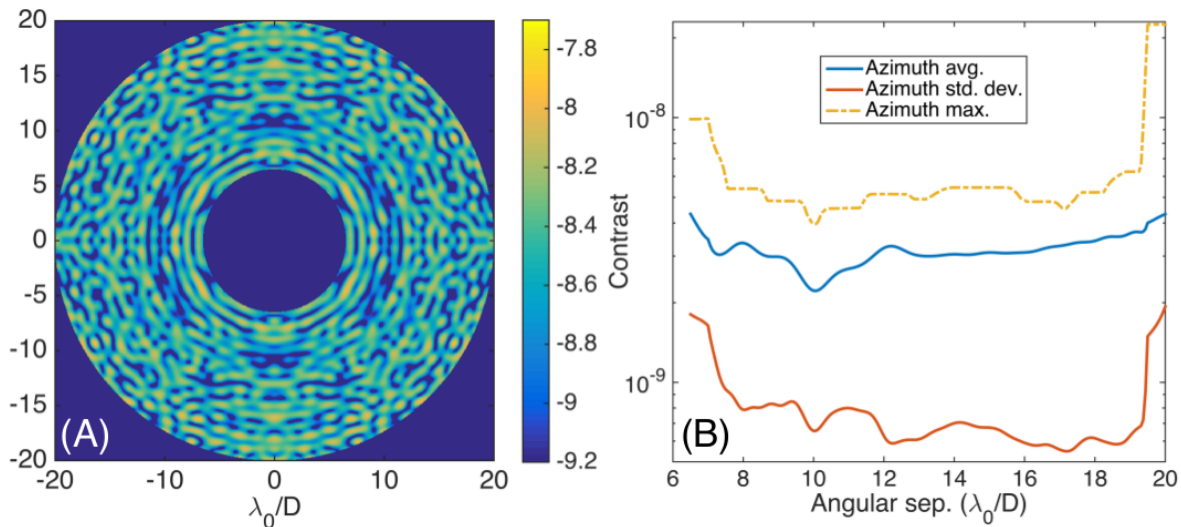 20
15
10
5
0
-5
-10
-15
-20
(A)
-20 -10 0 10 20
λ₀/D
-7.8
-8
-8.2
-8.4
-8.6
-8.8
-9
-9.2
Contrast
10⁻⁸
10⁻⁹
Azimuth avg.
Azimuth std. dev.
Azimuth max.
(B)
6 8 10 12 14 16 18 20
Angular sep. (λ₀/D)